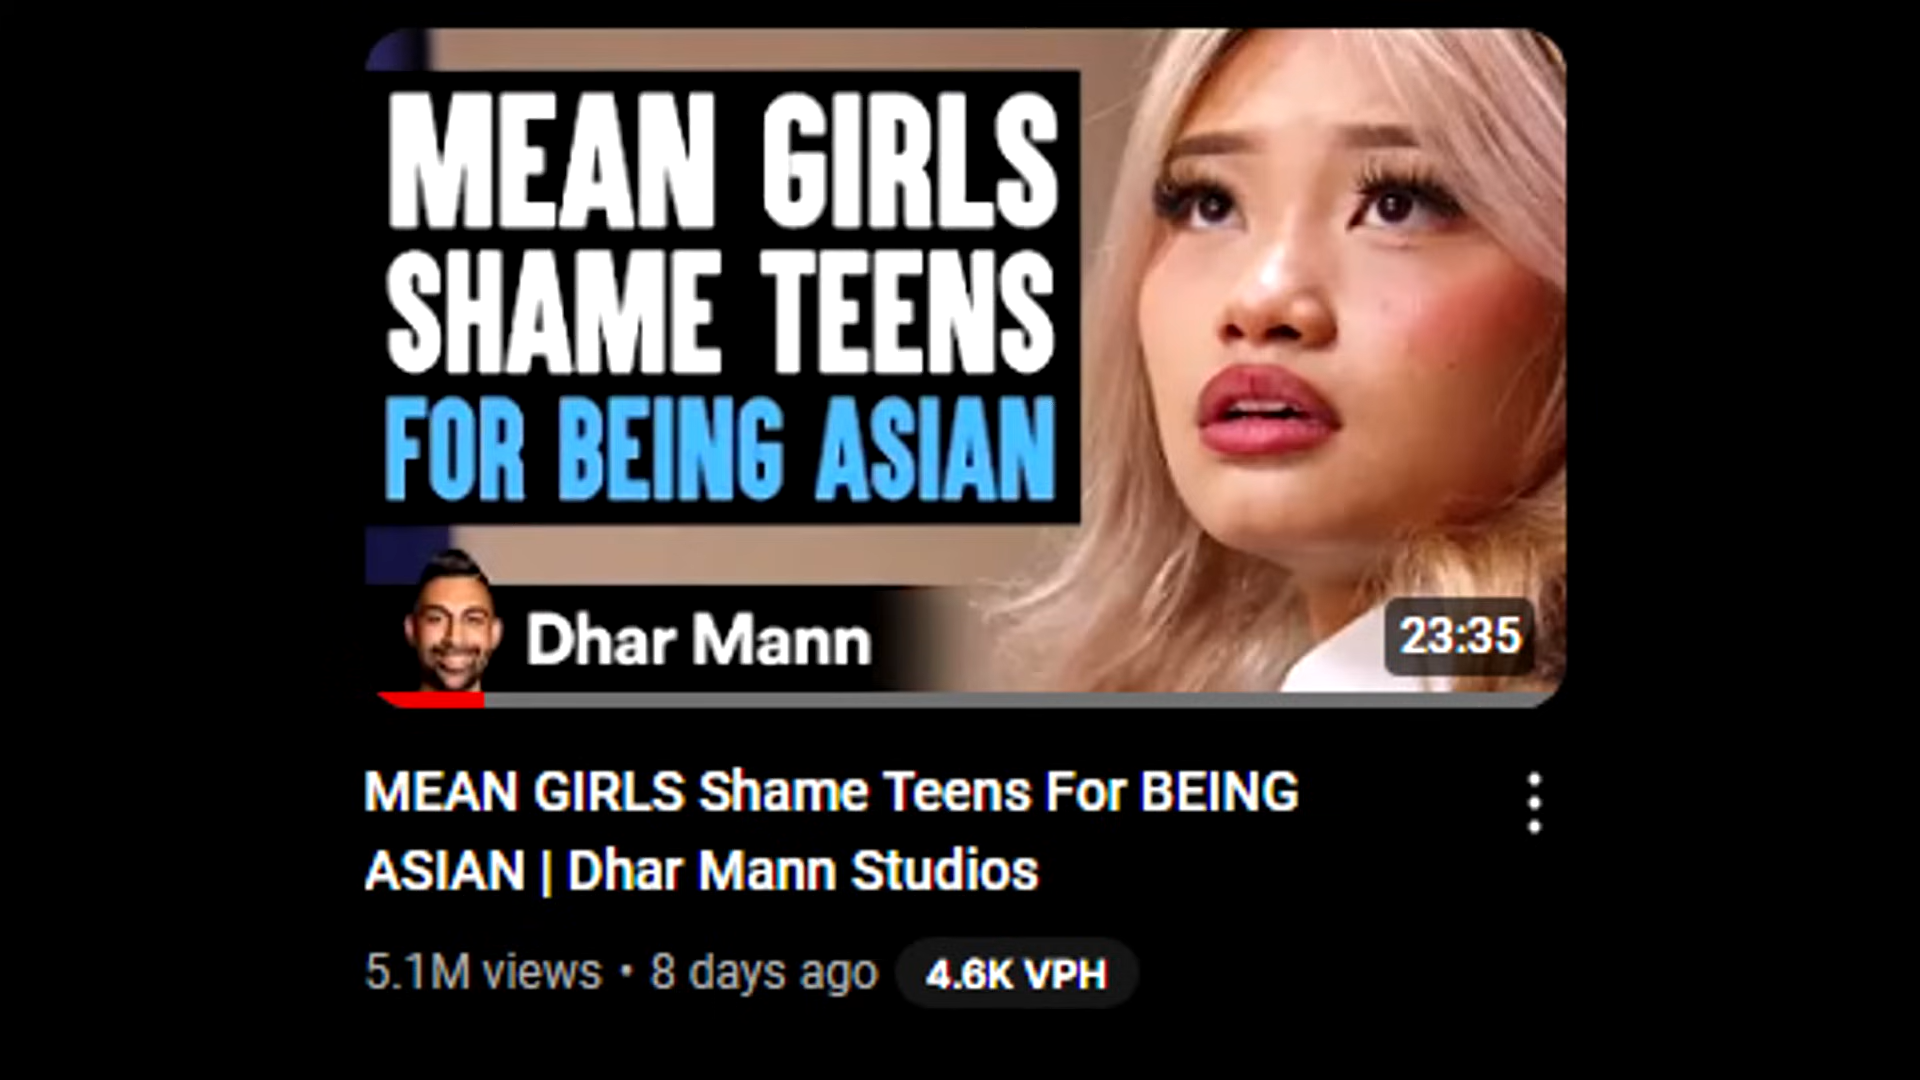 MEAN GIRLS
SHAME TEENS
FOR BEING ASIAN
Dhar Mann
23:35
MEAN GIRLS Shame Teens For BEING
ASIAN | Dhar Mann Studios
5.1M views • 8 days ago 4.6K VPH